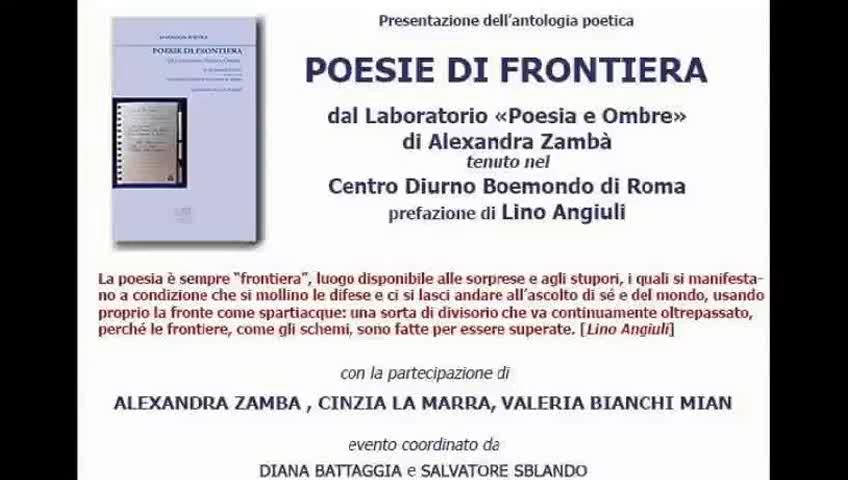 Presentazione dell'antologia poetica
POESIE DI FRONTIERA
POESIE DI FRONTIERA
dal Laboratorio «Poesia e Ombre»
di Alexandra Zambà
tenuto nel
Centro Diurno Boemondo di Roma
prefazione di Lino Angiuli
La poesia è sempre "frontiera", luogo disponibile alle sorprese e agli stupori, i quali si manifesta-
no a condizione che si mollino le difese e ci si lasci andare all'ascolto di sé e del mondo, usando
proprio la fronte come spartiacque: una sorta di divisorio che va continuamente oltrepassato,
perché le frontiere, come gli schemi, sono fatte per essere superate. [Lino Angiuli]
con la partecipazione di
ALEXANDRA ZAMBA , CINZIA LA MARRA, VALERIA BIANCHI MIAN
evento coordinato da
DIANA BATTAGGIA e SALVATORE SBLANDO